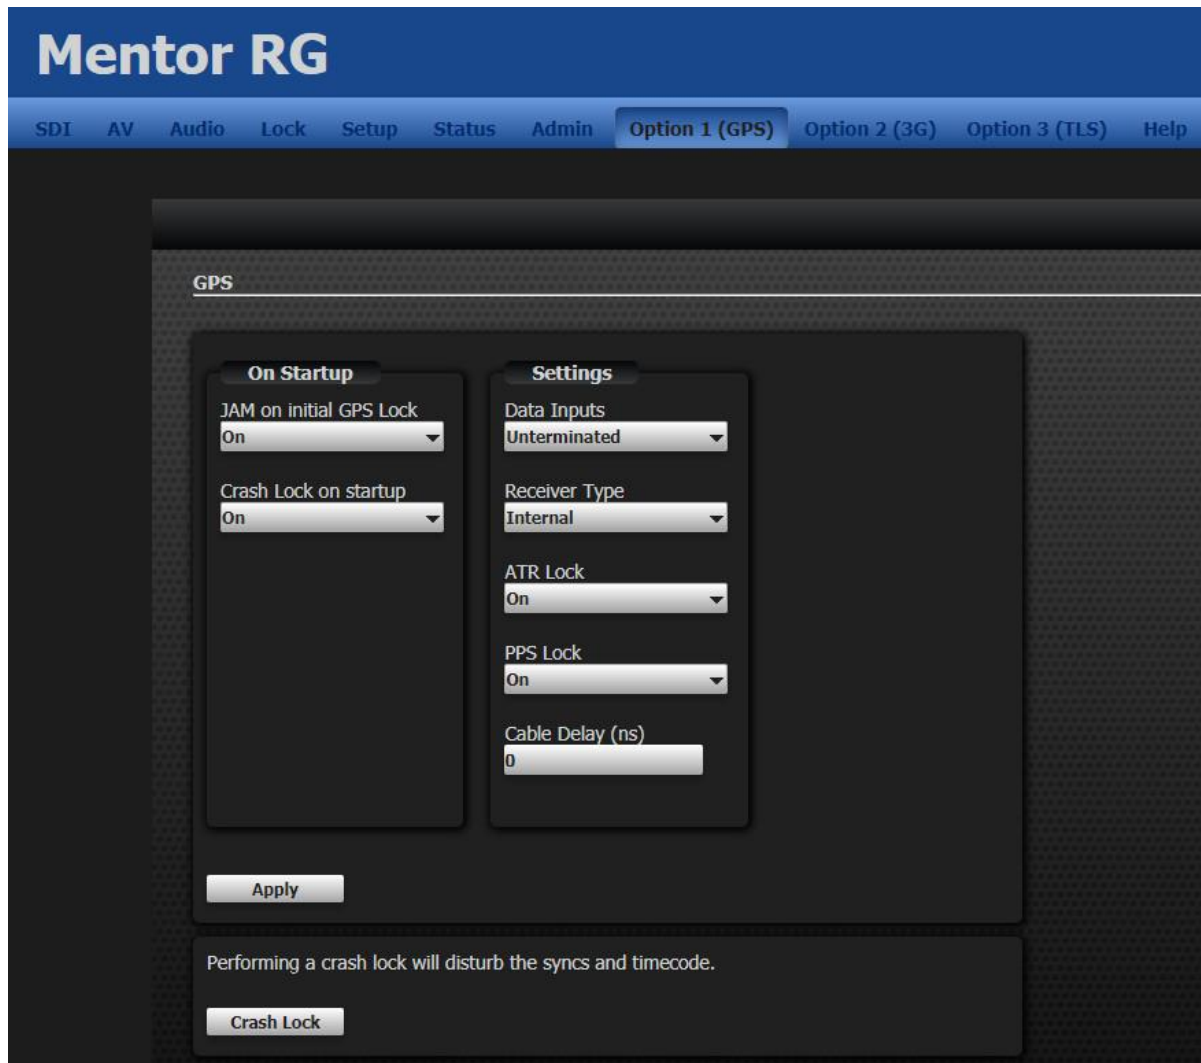 Mentor RG
SDI AV Audio Lock Setup Status Admin Option 1 (GPS) Option 2 (3G) Option 3 (TLS) Help
GPS
On Startup
JAM on initial GPS Lock
On
Crash Lock on startup
On
Settings
Data Inputs
Unterminated
Receiver Type
Internal
ATR Lock
On
PPS Lock
On
Cable Delay (ns)
0
Apply
Performing a crash lock will disturb the syncs and timecode.
Crash Lock